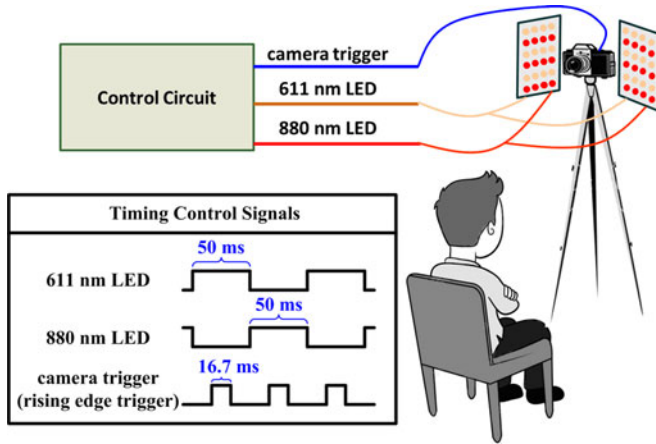 camera trigger
Control Circuit
611 nm LED
880 nm LED
Timing Control Signals
50 ms
611 nm LED
50 ms
880 nm LED
16.7 ms
camera trigger
(rising edge trigger)